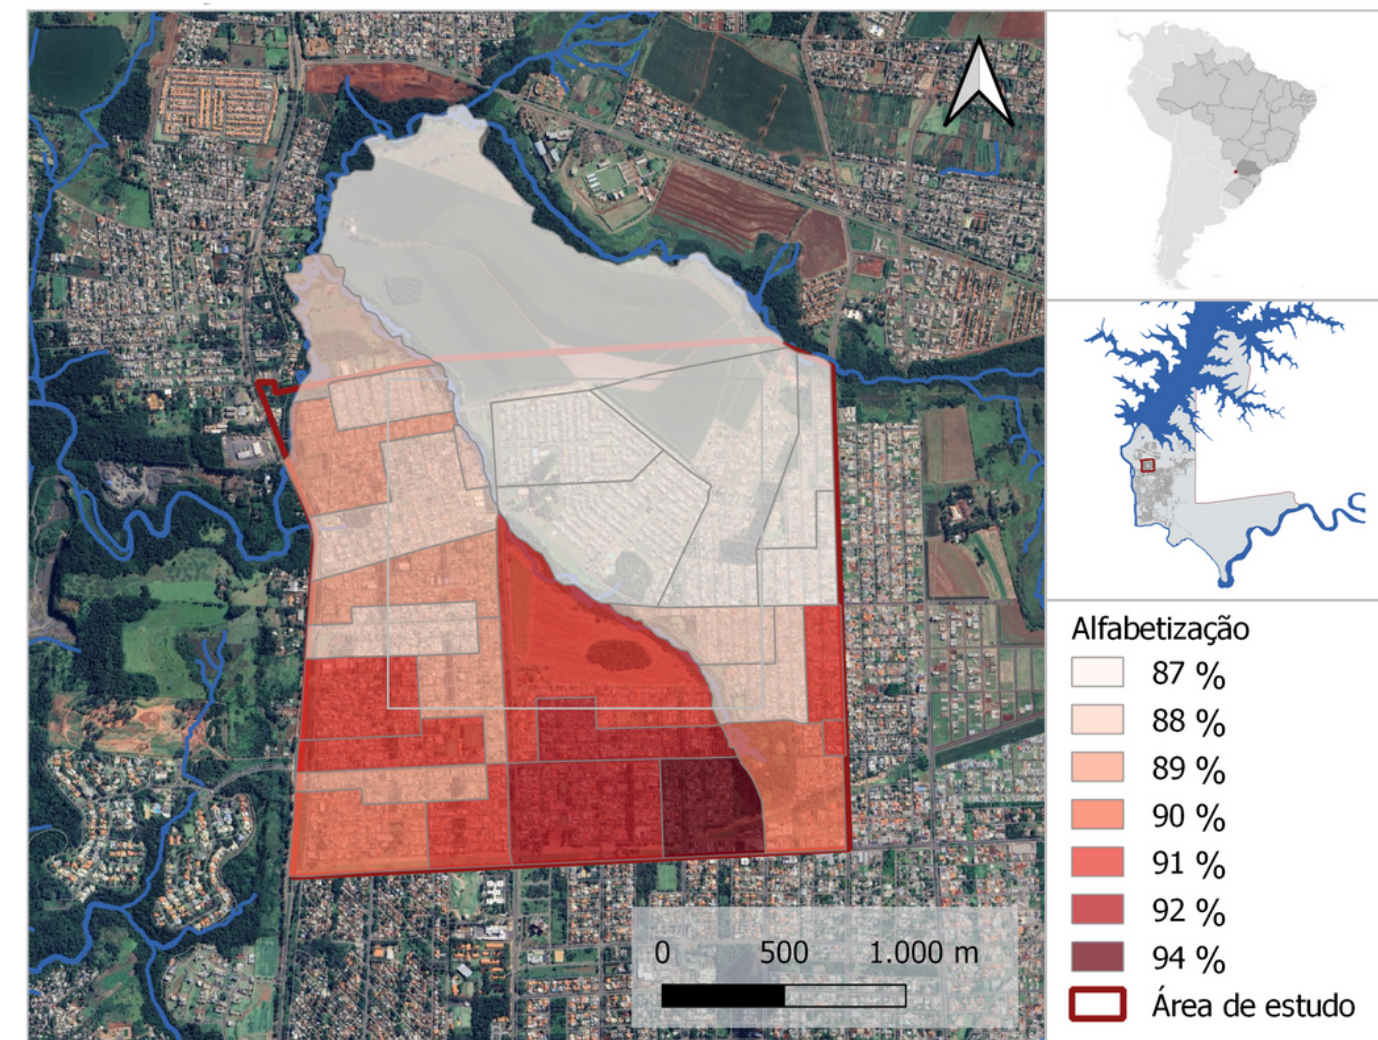 Alfabetização
87 %
88 %
89 %
90 %
91 %
92 %
94 %
Área de estudo
0 500 1.000 m